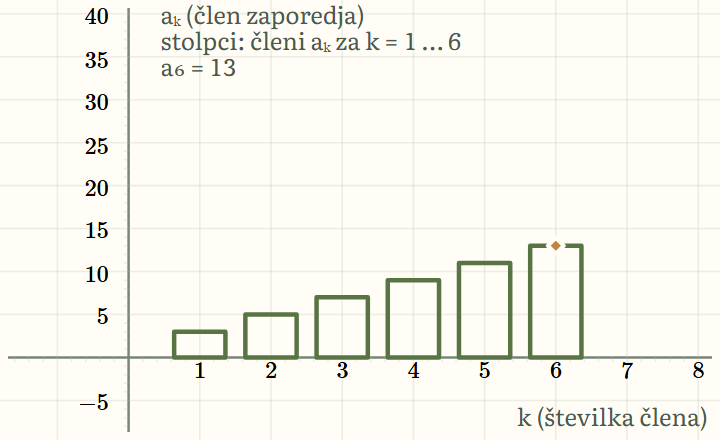 aₖ (člen zaporedja)
stolpci: členi aₖ za k = 1 … 6
a₆ = 13
40
35
30
25
20
15
10
5
−5
1 2 3 4 5 6 7 8
k (številka člena)